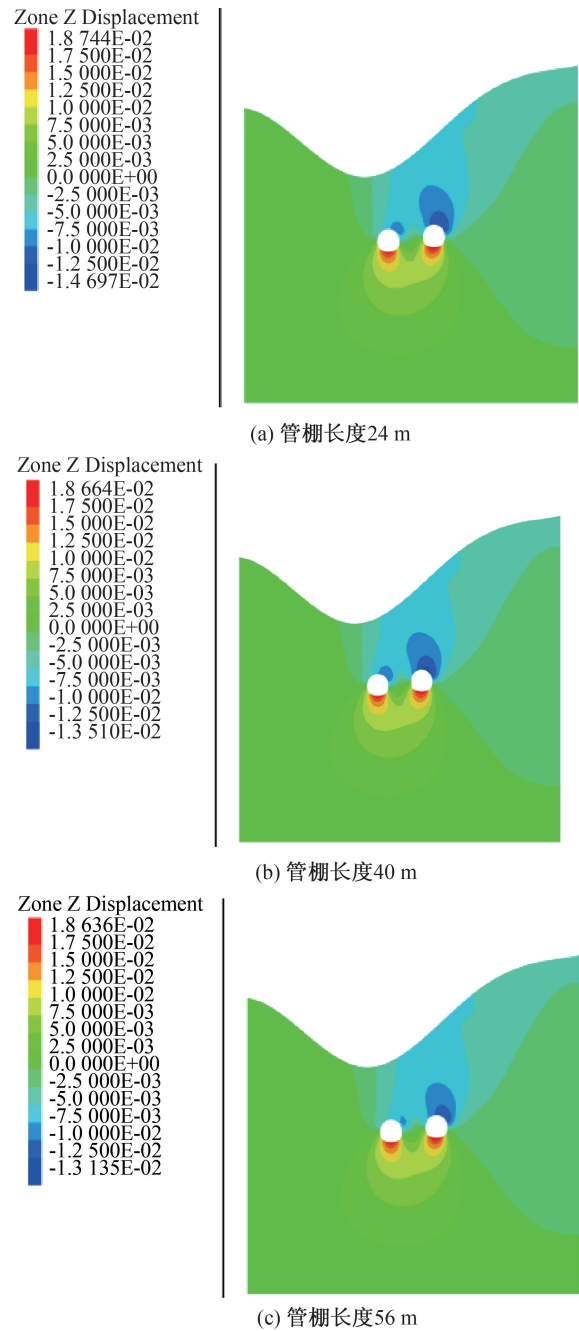 Zone Z Displacement
1.8 744E-02
1.7 500E-02
1.5 000E-02
1.2 500E-02
1.0 000E-02
7.5 000E-03
5.0 000E-03
2.5 000E-03
0.0 000E+00
-2.5 000E-03
-5.0 000E-03
-7.5 000E-03
-1.0 000E-02
-1.2 500E-02
-1.4 697E-02
(a) 管棚长度24 m
Zone Z Displacement
1.8 664E-02
1.7 500E-02
1.5 000E-02
1.2 500E-02
1.0 000E-02
7.5 000E-03
5.0 000E-03
2.5 000E-03
0.0 000E+00
-2.5 000E-03
-5.0 000E-03
-7.5 000E-03
-1.0 000E-02
-1.2 500E-02
-1.3 510E-02
(b) 管棚长度40 m
Zone Z Displacement
1.8 636E-02
1.7 500E-02
1.5 000E-02
1.2 500E-02
1.0 000E-02
7.5 000E-03
5.0 000E-03
2.5 000E-03
0.0 000E+00
-2.5 000E-03
-5.0 000E-03
-7.5 000E-03
-1.0 000E-02
-1.2 500E-02
-1.3 135E-02
(c) 管棚长度56 m